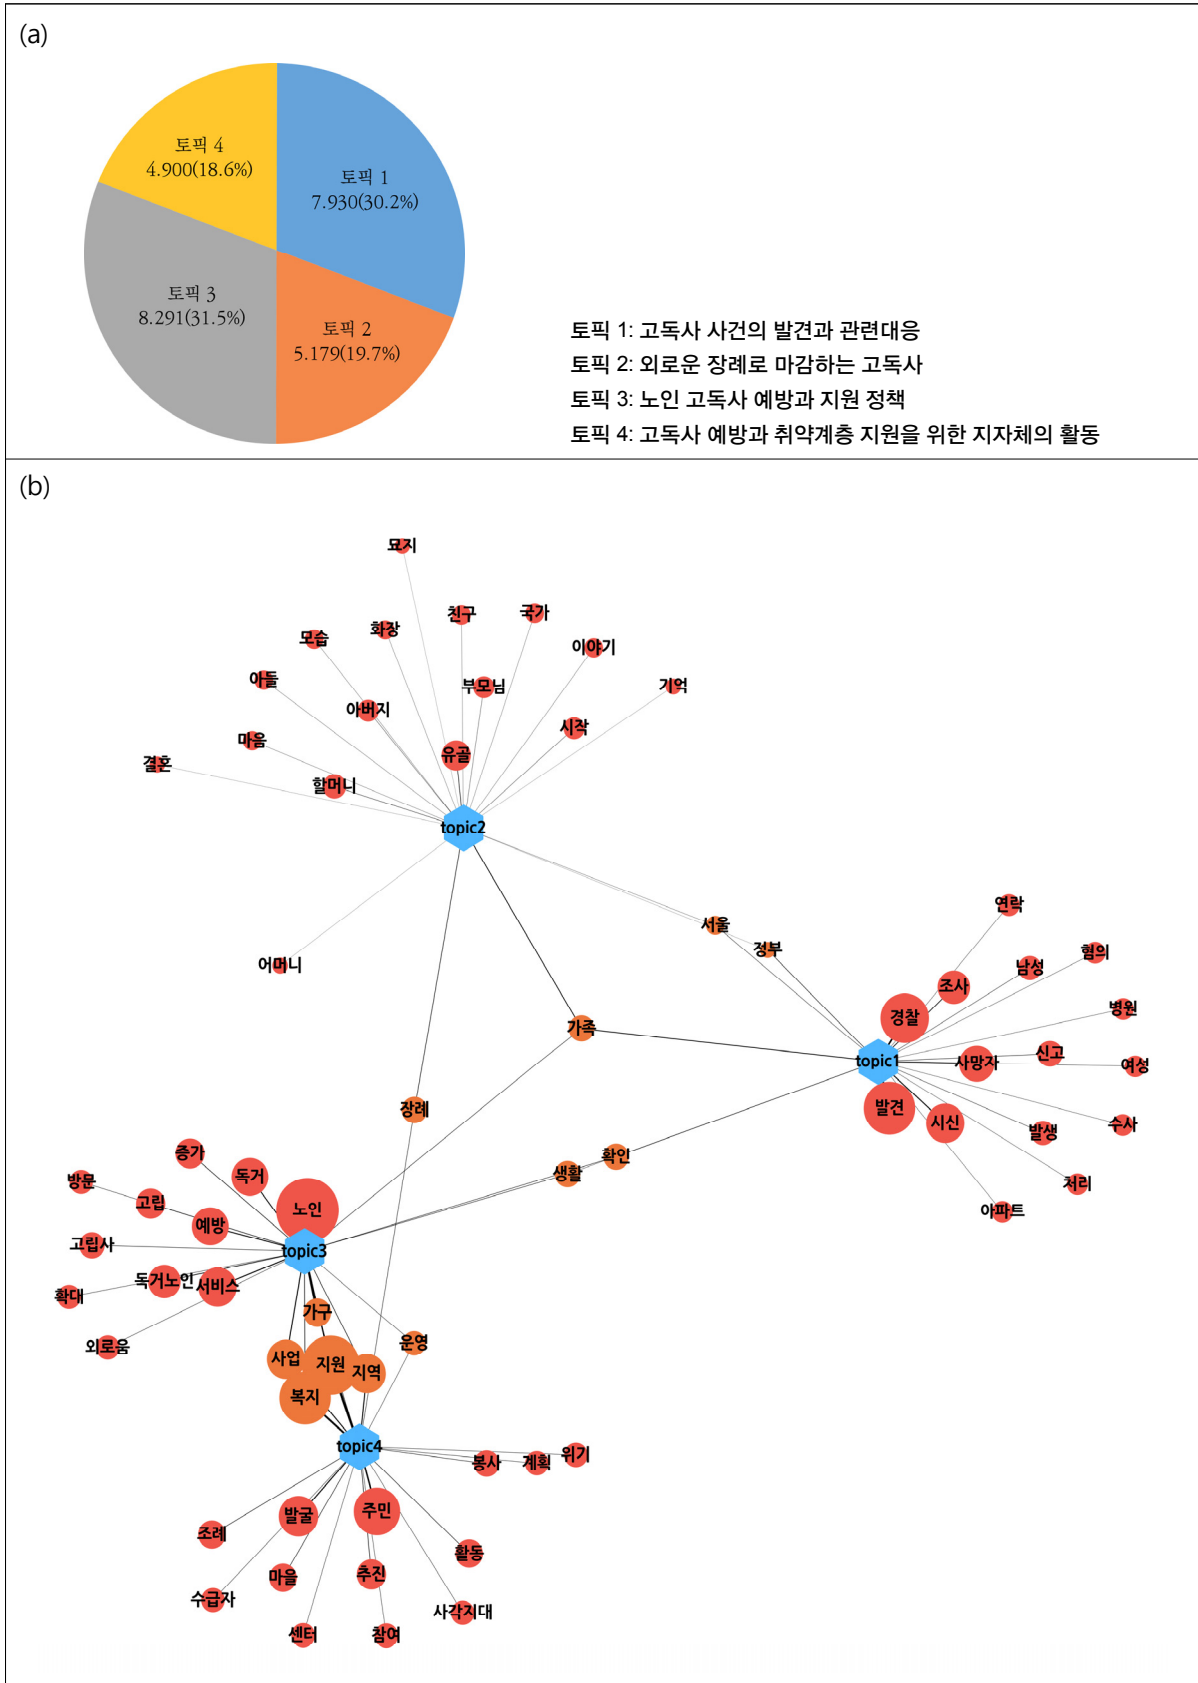 (a)
토픽 4
4.900(18.6%)
토픽 1
7.930(30.2%)
토픽 3
8.291(31.5%)
토픽 2
5.179(19.7%)
토픽 1: 고독사 사건의 발견과 관련대응
토픽 2: 외로운 장례로 마감하는 고독사
토픽 3: 노인 고독사 예방과 지원 정책
토픽 4: 고독사 예방과 취약계층 지원을 위한 지자체의 활동
(b)
묘지
친구
국가
화장
모습
이야기
아들
부모님
기억
아버지
시작
마음
유골
결혼
할머니
topic2
연락
서울
정부
혐의
어머니
남성
조사
병원
경찰
가족
신고
topic1
사망자
여성
발견
장례
시신
수사
발생
증가
확인
생활
독거
방문
처리
고립
노인
아파트
예방
고립사
topic3
독거노인
서비스
확대
가구
외로움
운영
사업
지원
지역
복지
topic4
위기
봉사
계획
발굴
주민
조례
활동
마을
추진
수급자
사각지대
센터
참여